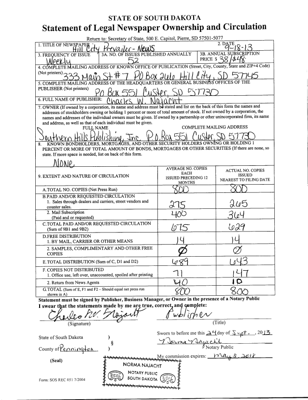 STATE OF SOUTH DAKOTA
Statement of Legal Newspaper Ownership and Circulation
Return to: Secretary of State, 500 E. Capitol, Pierre, SD 57501-5077
1. TITLE OF NEWSPAPER
Hill City Prevailer-News
2. DATE
9-18-13
3. FREQUENCY OF ISSUE
Weekly
3A. NO. OF ISSUES PUBLISHED ANNUALLY
52
3B. ANNUAL SUBSCRIPTION PRICE $
4. COMPLETE MAILING ADDRESS OF KNOWN OFFICE OF PUBLICATION (Street, City, County, State and ZIP+4 Code) (Not printer)
333 Main St #7 PO Box 266 Hill City, SD 57745
5. COMPLETE MAILING ADDRESS OF THE HEADQUARTERS OF GENERAL BUSINESS OFFICES OF THE PUBLISHER (Not printer)
PO Box 551 Custer, SD 57730
6. FULL NAME OF PUBLISHER:
Charles W. Najacht
7. OWNER (If owned by a corporation, its name and address must be stated and also on the back of this form the names and addresses of stockholders owning or holding 1 percent or more of total amount of stock. If not owned by a corporation, the names and addresses of the individual owners must be given. If owned by a partnership or other unincorporated firm, its name and address, as well as that of each individual must be given.
FULL NAME
COMPLETE MAILING ADDRESS
Southern Hills Publishing, Inc. P.O. Box 551 Custer, SD 57730
8. KNOWN BONDHOLDERS, MORTGAGEES, AND OTHER SECURITY HOLDERS OWNING OR HOLDING 1 PERCENT OR MORE OF TOTAL AMOUNT OF BONDS, MORTGAGES OR OTHER SECURITIES (If there are none, so state. If more space is needed, list on back of this form.
None
9. EXTENT AND NATURE OF CIRCULATION
AVERAGE NO. COPIES EACH ISSUED PRECEDING 12 MONTHS
ACTUAL NO. COPIES ISSUED NEAREST TO FILING DATE
A. TOTAL NO. COPIES (Net Press Run) 800 800
B. PAID AND/OR REQUESTED CIRCULATION
1. Sales through dealers and carriers, street vendors and counter sales. 275 265
2. Mail Subscription (Paid and or requested) 400 364
C. TOTAL PAID AND/OR REQUESTED CIRCULATION (Sum of 9B1 and 9B2) 675 629
D. FREE DISTRIBUTION
1. BY MAIL, CARRIER OR OTHER MEANS 14 14
2. SAMPLES, COMPLIMENTARY AND OTHER FREE COPIES Ø Ø
E. TOTAL DISTRIBUTION (Sum of C, D1 and D2) 689 643
F. COPIES NOT DISTRIBUTED
1. Office use, left over, unaccounted, spoiled after printing 71 147
2. Return from News Agents 40 10
G. TOTAL (Sum of E, F1 and F2 - Should equal net press run shown in A) 800 800
Statement must be signed by Publisher, Business Manager, or Owner in the presence of a Notary Public
I swear that the statements made by me are true, correct, and complete:
Charles W. Najacht
Publisher
(Signature)
(Title)
State of South Dakota )
Sworn to before me this 24 day of Sept. 2013
County of Pennington )
Norma Najacht
Notary Public
My commission expires:
(Seal)
NORMA NAJACHT
NOTARY PUBLIC
SOUTH DAKOTA
Form: SOS REC 051 7/2004